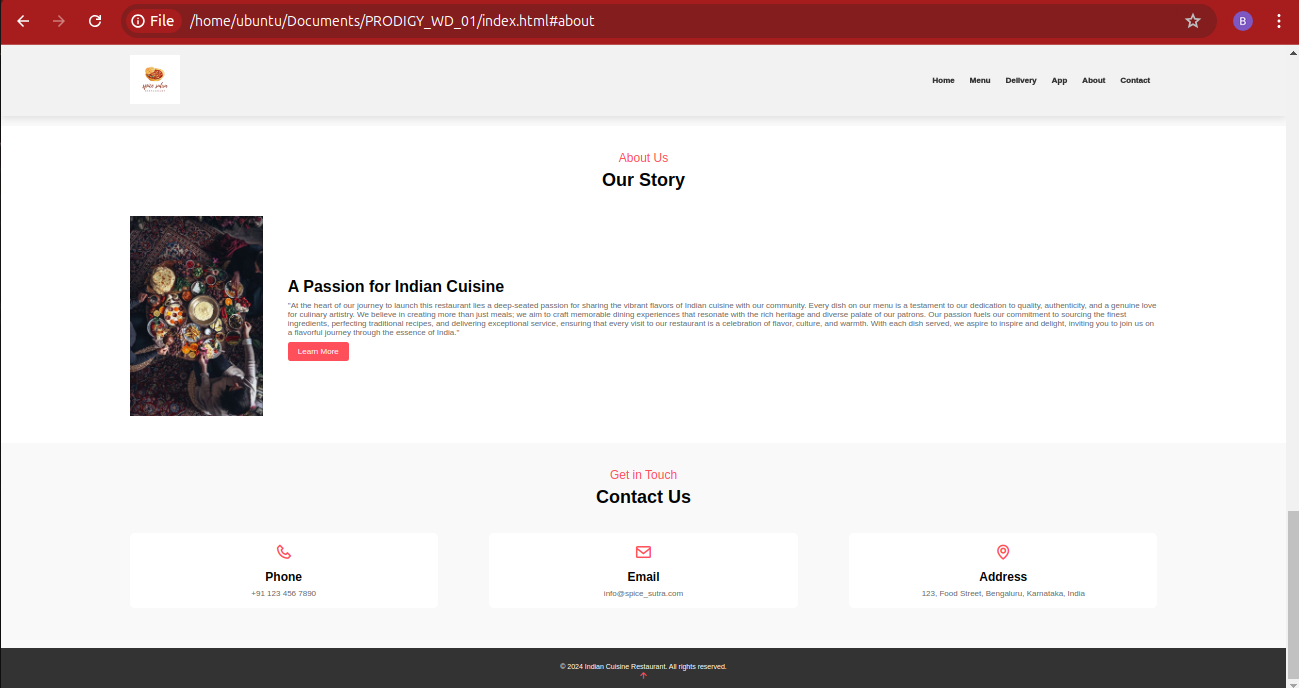 File /home/ubuntu/Documents/PRODIGY_WD_01/index.html#about
B
spice sutra
Home Menu Delivery App About Contact
About Us
Our Story
A Passion for Indian Cuisine
"At the heart of our journey to launch this restaurant lies a deep-seated passion for sharing the vibrant flavors of Indian cuisine with our community. Every dish on our menu is a testament to our dedication to quality, authenticity, and a genuine love
for culinary artistry. We believe in creating more than just meals; we aim to craft memorable dining experiences that resonate with the rich heritage and diverse palate of our patrons. Our passion fuels our commitment to sourcing the finest
ingredients, perfecting traditional recipes, and delivering exceptional service, ensuring that every visit to our restaurant is a celebration of flavor, culture, and warmth. With each dish served, we aspire to inspire and delight, inviting you to join us on
a flavorful journey through the essence of India."
Learn More
Get in Touch
Contact Us
Phone
+91 123 456 7890
Email
info@spice_sutra.com
Address
123, Food Street, Bengaluru, Karnataka, India
© 2024 Indian Cuisine Restaurant. All rights reserved.